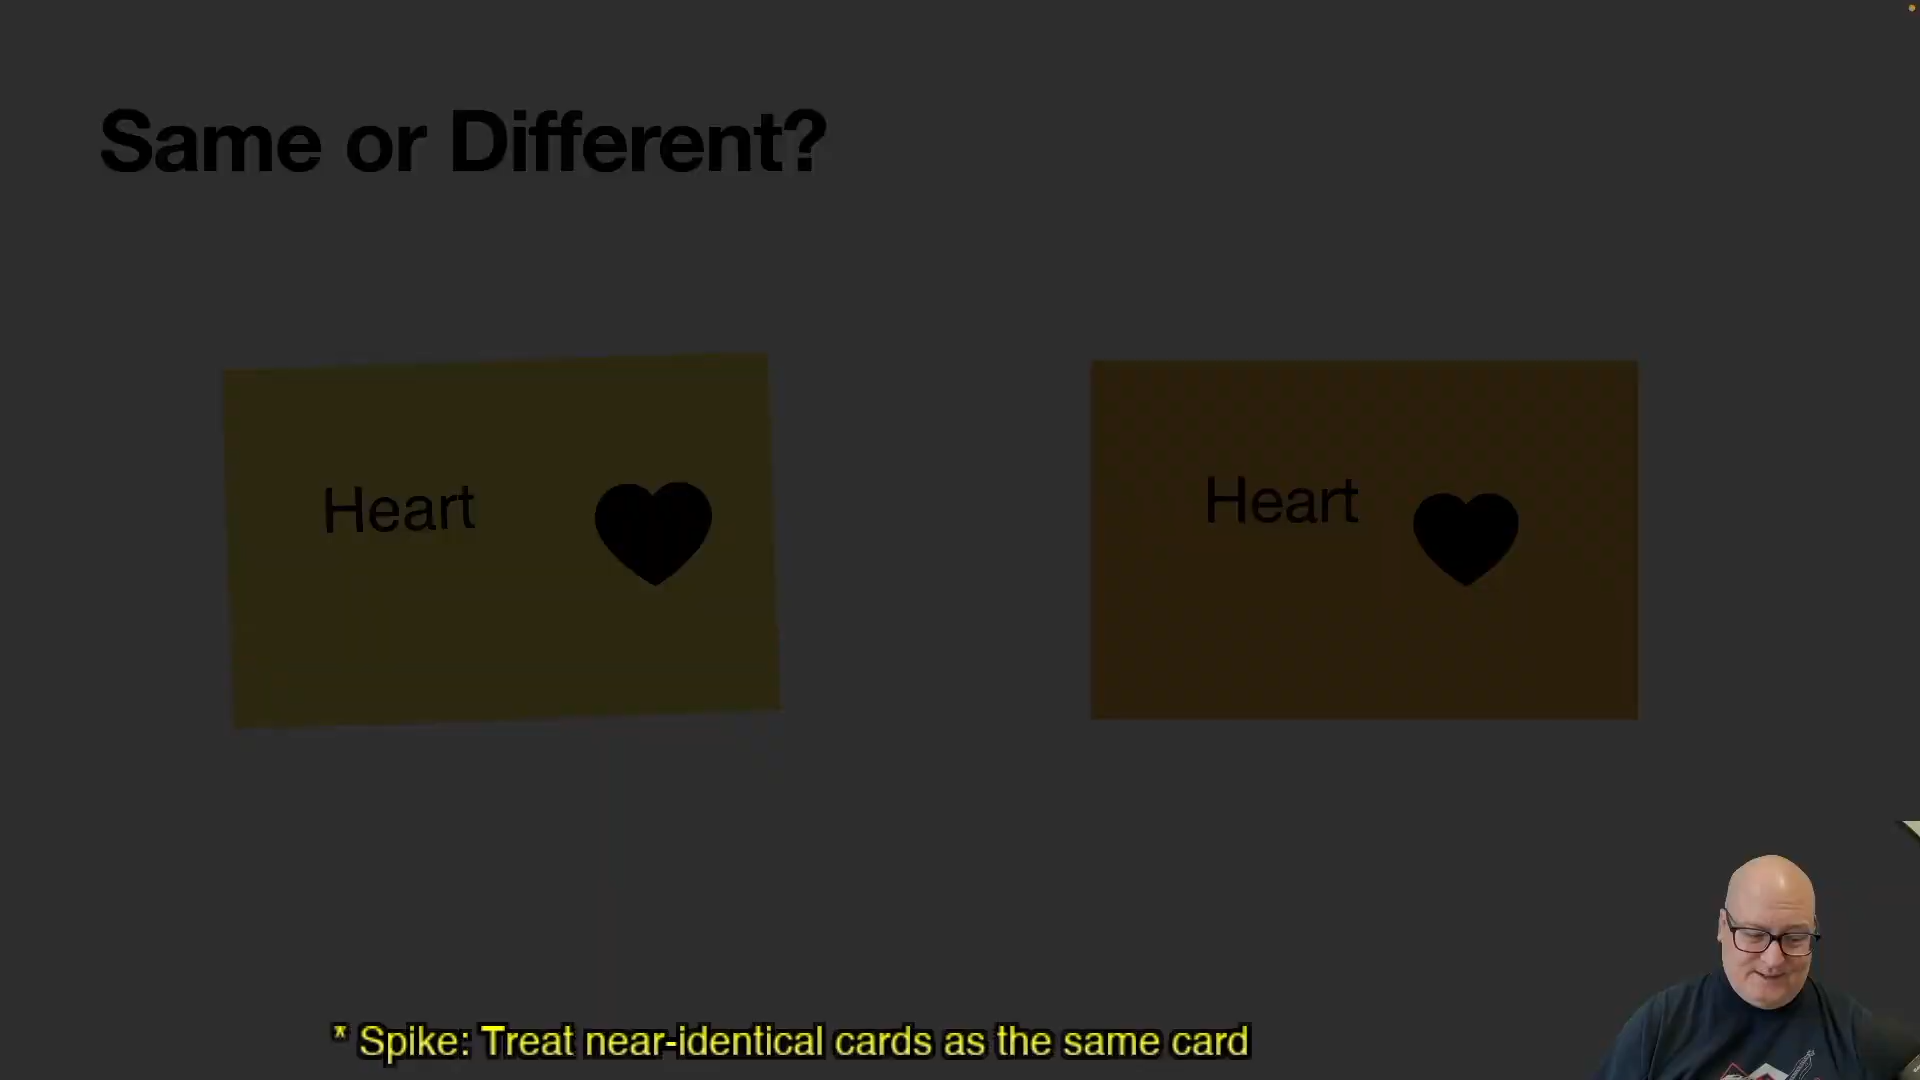 Same or Different?
Heart
Heart
* Spike: Treat near-identical cards as the same card